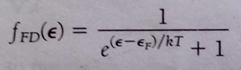 f_FD(ϵ) = 1 / (e^((ϵ−ϵ_F)/kT) + 1)